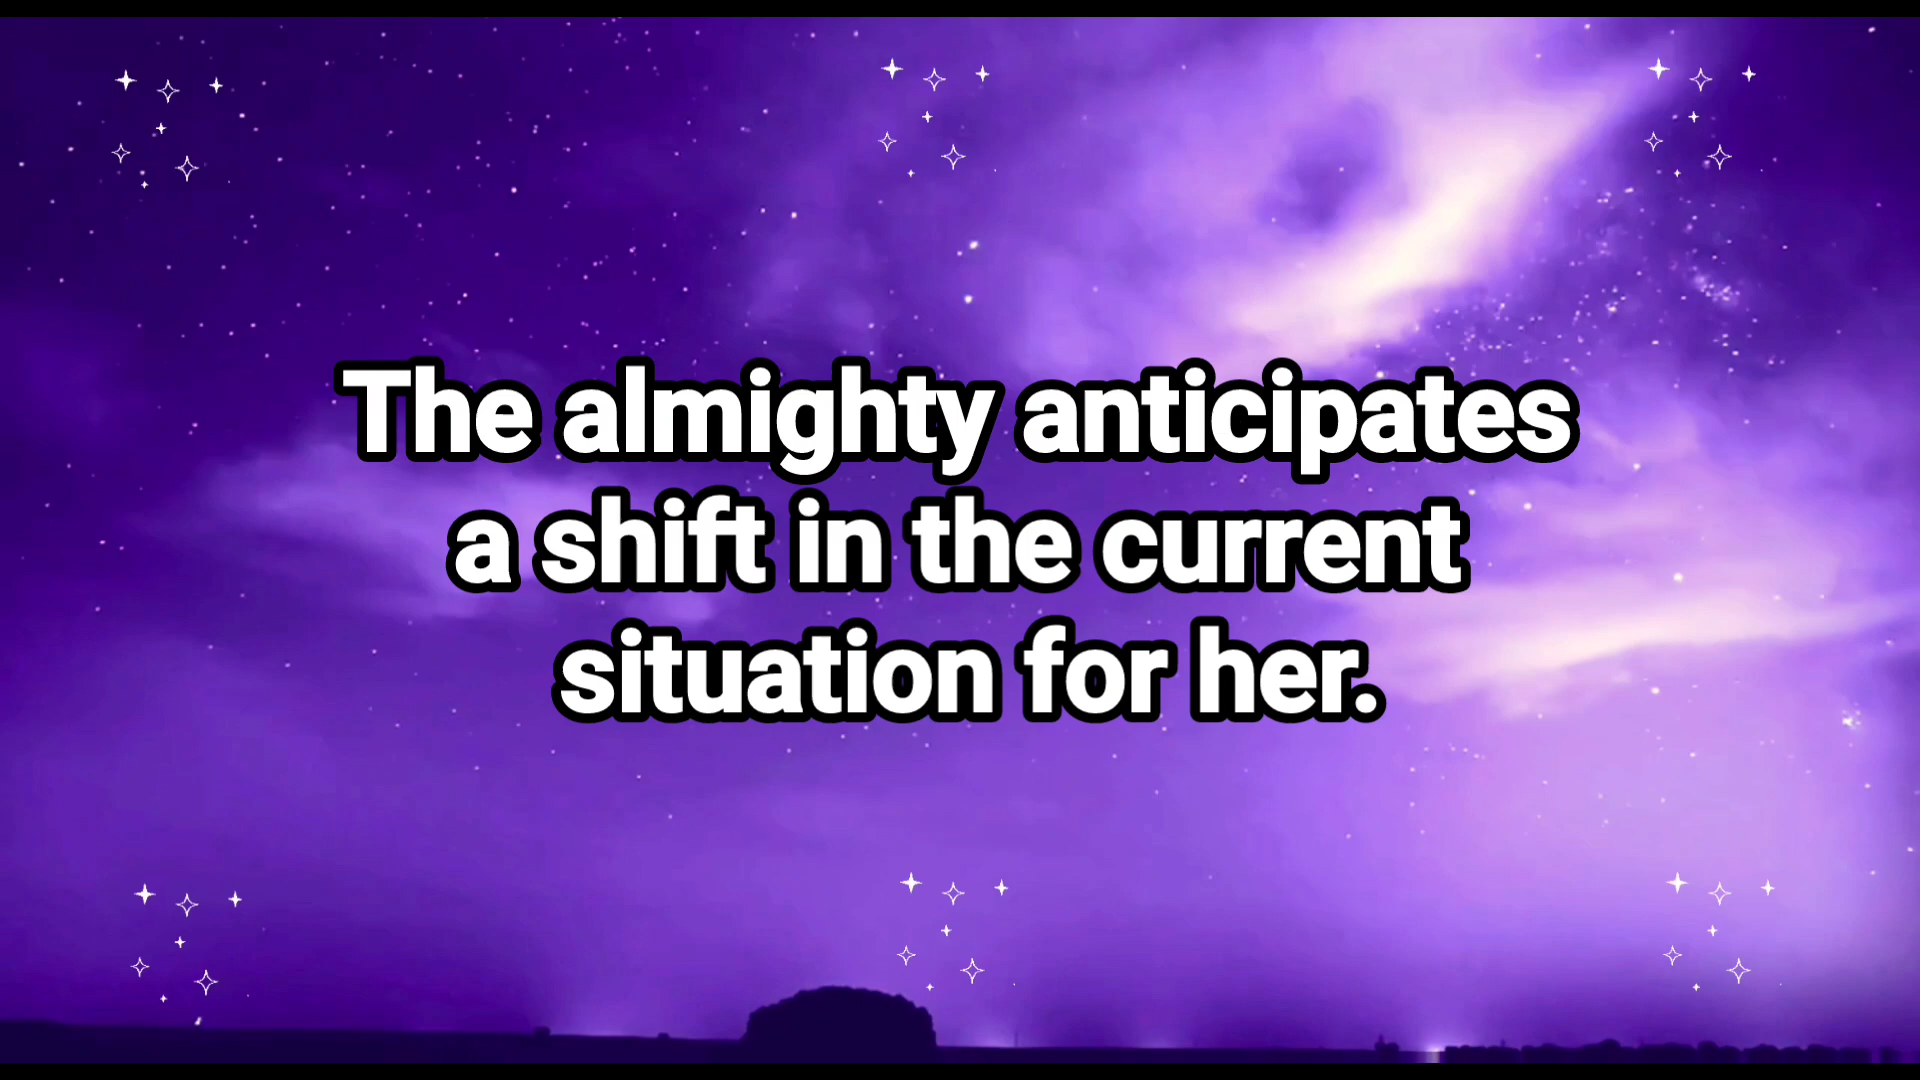 The almighty anticipates
a shift in the current
situation for her.